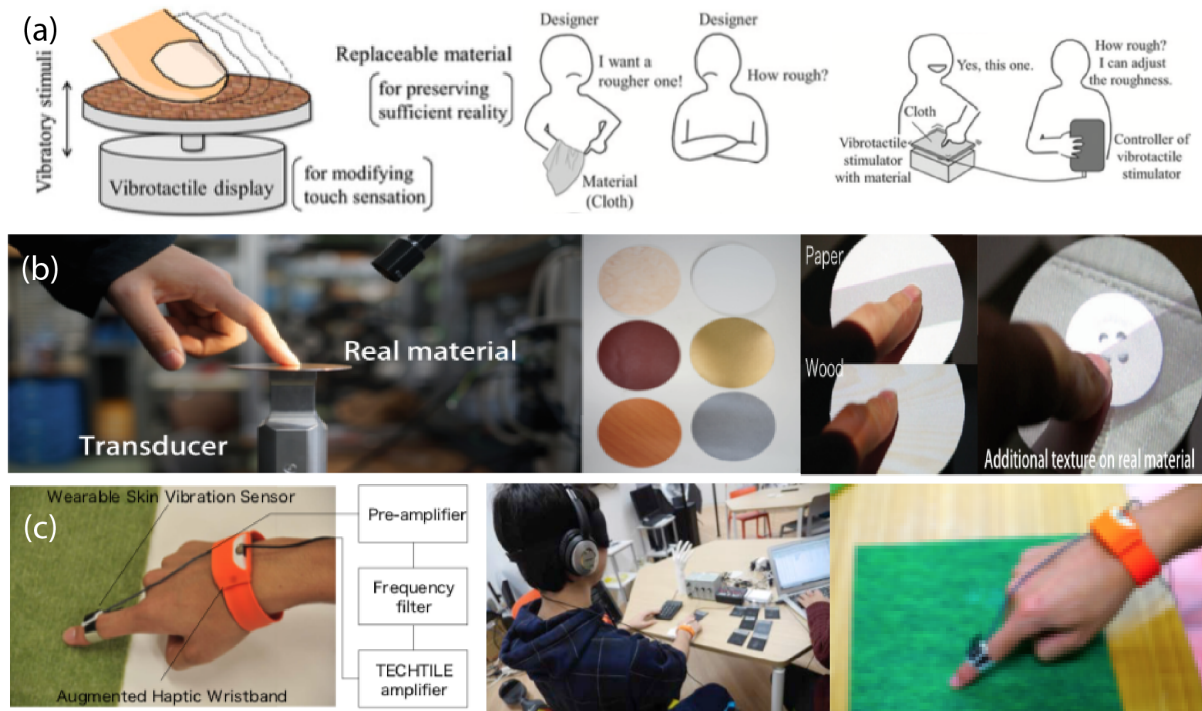 (a)
Vibratory stimuli
Vibrotactile display
Replaceable material
for preserving
sufficient reality
for modifying
touch sensation
Designer
I want a
rougher one!
Material
(Cloth)
Designer
How rough?
Yes, this one.
Cloth
Vibrotactile
stimulator
with material
How rough?
I can adjust
the roughness.
Controller of
vibrotactile
stimulator
(b)
Real material
Transducer
Paper
Wood
Additional texture on real material
(c)
Wearable Skin Vibration Sensor
Augmented Haptic Wristband
Pre-amplifier
Frequency
filter
TECHTILE
amplifier